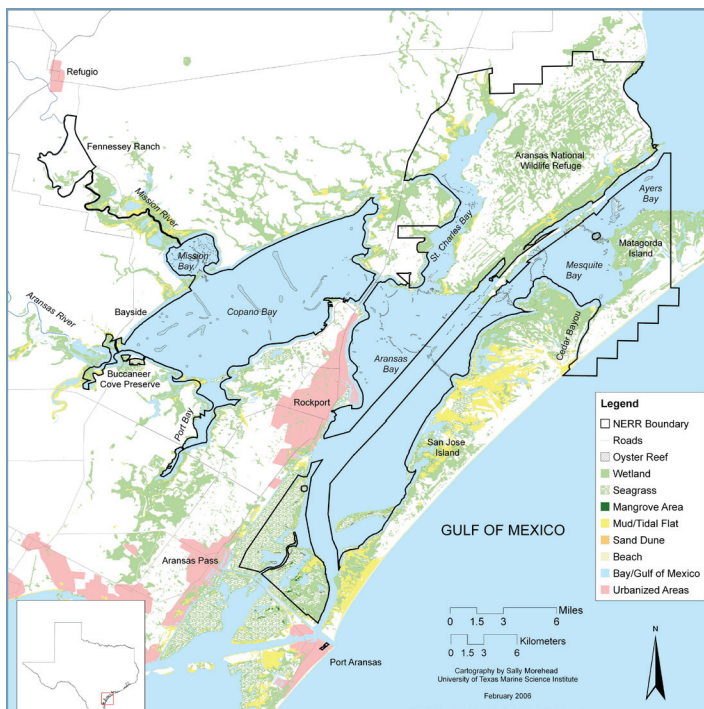 Refugio
Fennessey Ranch
Mission River
Mission
Bay
Aransas National
Wildlife Refuge
Ayers
Bay
St. Charles Bay
Matagorda
Island
Mesquite
Bay
Aransas River
Bayside
Copano Bay
Cedar Bayou
Aransas
Bay
Buccaneer
Cove Preserve
Port Bay
Rockport
San Jose
Island
Aransas Pass
GULF OF MEXICO
Port Aransas
Legend
NERR Boundary
Roads
Oyster Reef
Wetland
Seagrass
Mangrove Area
Mud/Tidal Flat
Sand Dune
Beach
Bay/Gulf of Mexico
Urbanized Areas
Miles
0 1.5 3 6
Kilometers
0 1.5 3 6
Cartography by Sally Morehead
University of Texas Marine Science Institute
February 2006
N